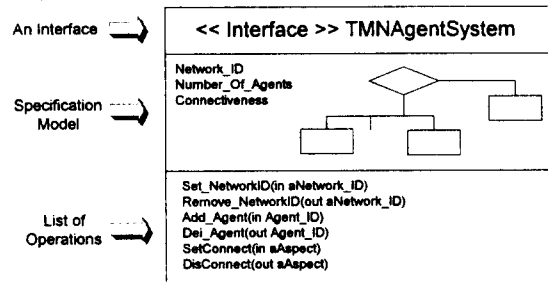 An Interface
<< Interface >> TMNAgentSystem
Specification
Model
Network_ID
Number_Of_Agents
Connectiveness
List of
Operations
Set_NetworkID(in aNetwork_ID)
Remove_NetworkID(out aNetwork_ID)
Add_Agent(in Agent_ID)
Del_Agent(out Agent_ID)
SetConnect(in aAspect)
DisConnect(out aAspect)